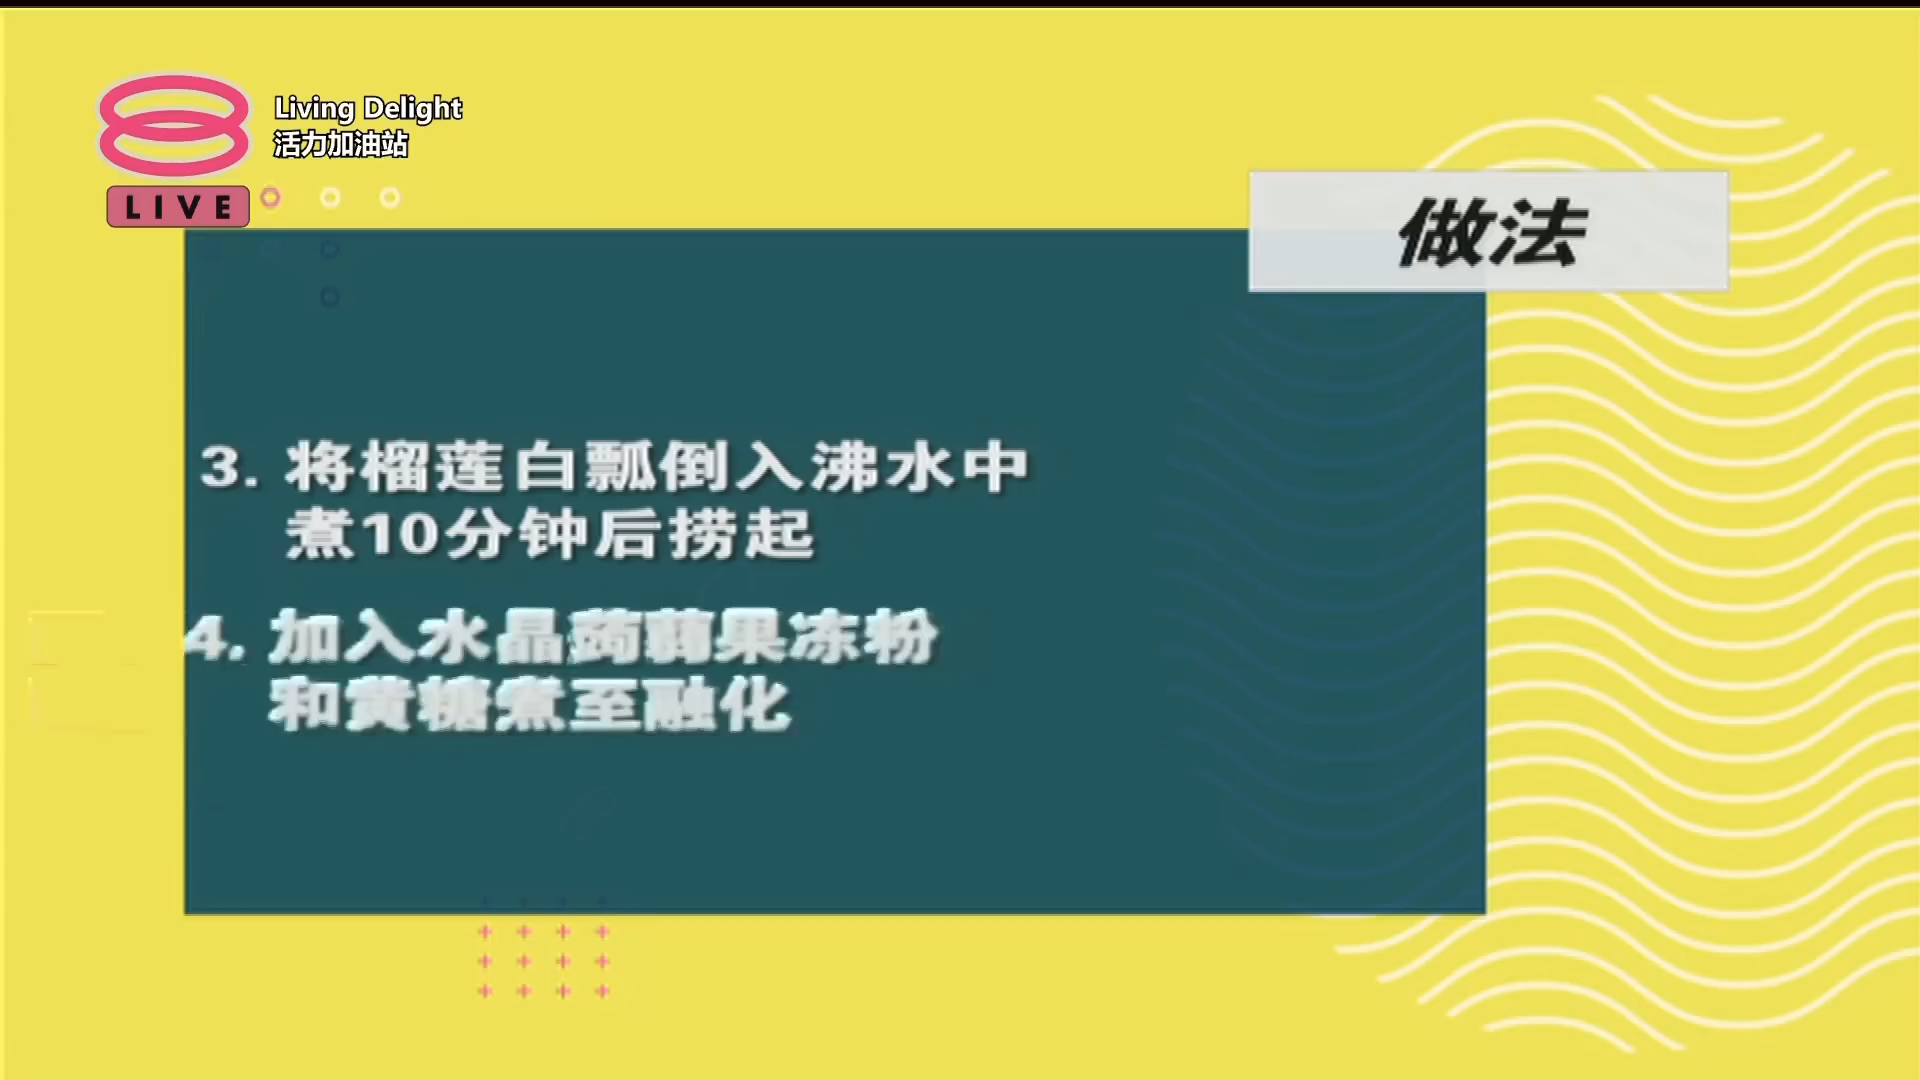 Living Delight
活力加油站
LIVE
做法
3. 将榴莲白瓢倒入沸水中
煮10分钟后捞起
4. 加入水晶蒟蒻果冻粉
和黄糖煮至融化